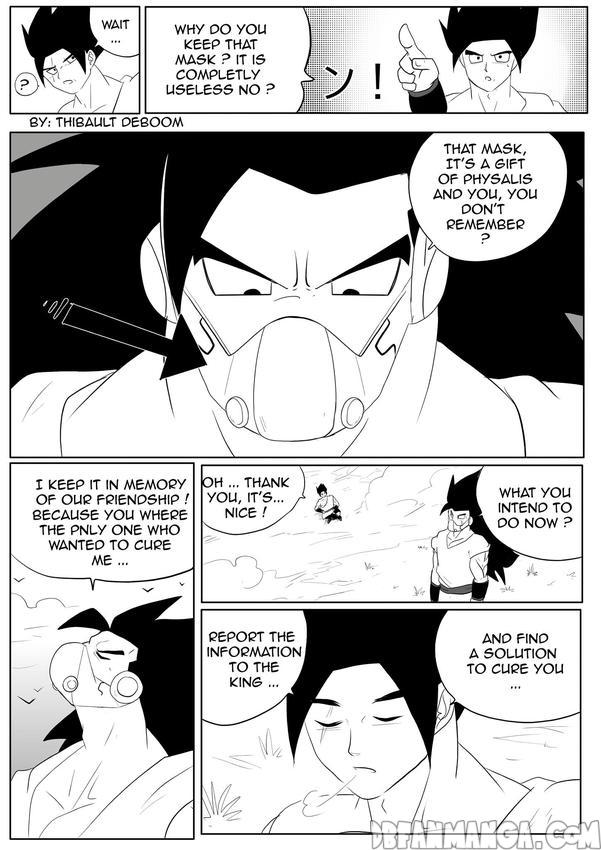 WAIT
...
?
WHY DO YOU
KEEP THAT
MASK ? IT IS
COMPLETLY
USELESS NO ?
ン!
BY: THIBAULT DEBOOM
THAT MASK,
IT'S A GIFT
OF PHYSALIS
AND YOU, YOU
DON'T
REMEMBER
?
I KEEP IT IN MEMORY
OF OUR FRIENDSHIP !
BECAUSE YOU WHERE
THE PNLY ONE WHO
WANTED TO CURE
ME ...
OH ... THANK
YOU, IT'S...
NICE !
WHAT YOU
INTEND TO
DO NOW ?
REPORT THE
INFORMATION
TO THE
KING ...
AND FIND
A SOLUTION
TO CURE YOU
...
DBFANMANGA.COM